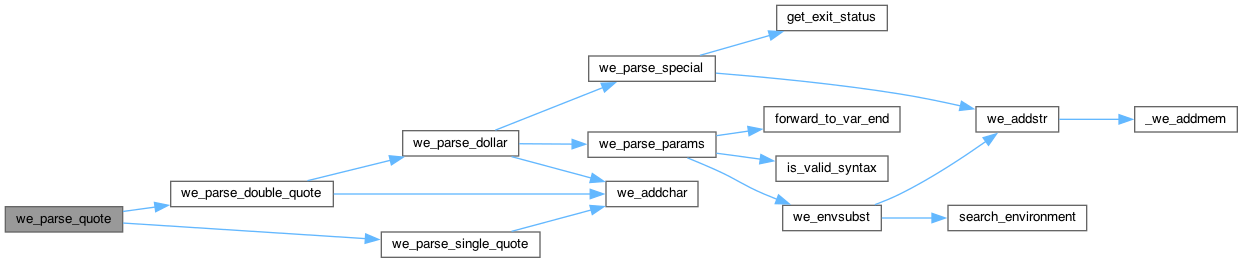 we_parse_quote
we_parse_double_quote
we_parse_single_quote
we_parse_dollar
we_addchar
we_parse_special
we_parse_params
get_exit_status
forward_to_var_end
is_valid_syntax
we_envsubst
we_addstr
search_environment
_we_addmem